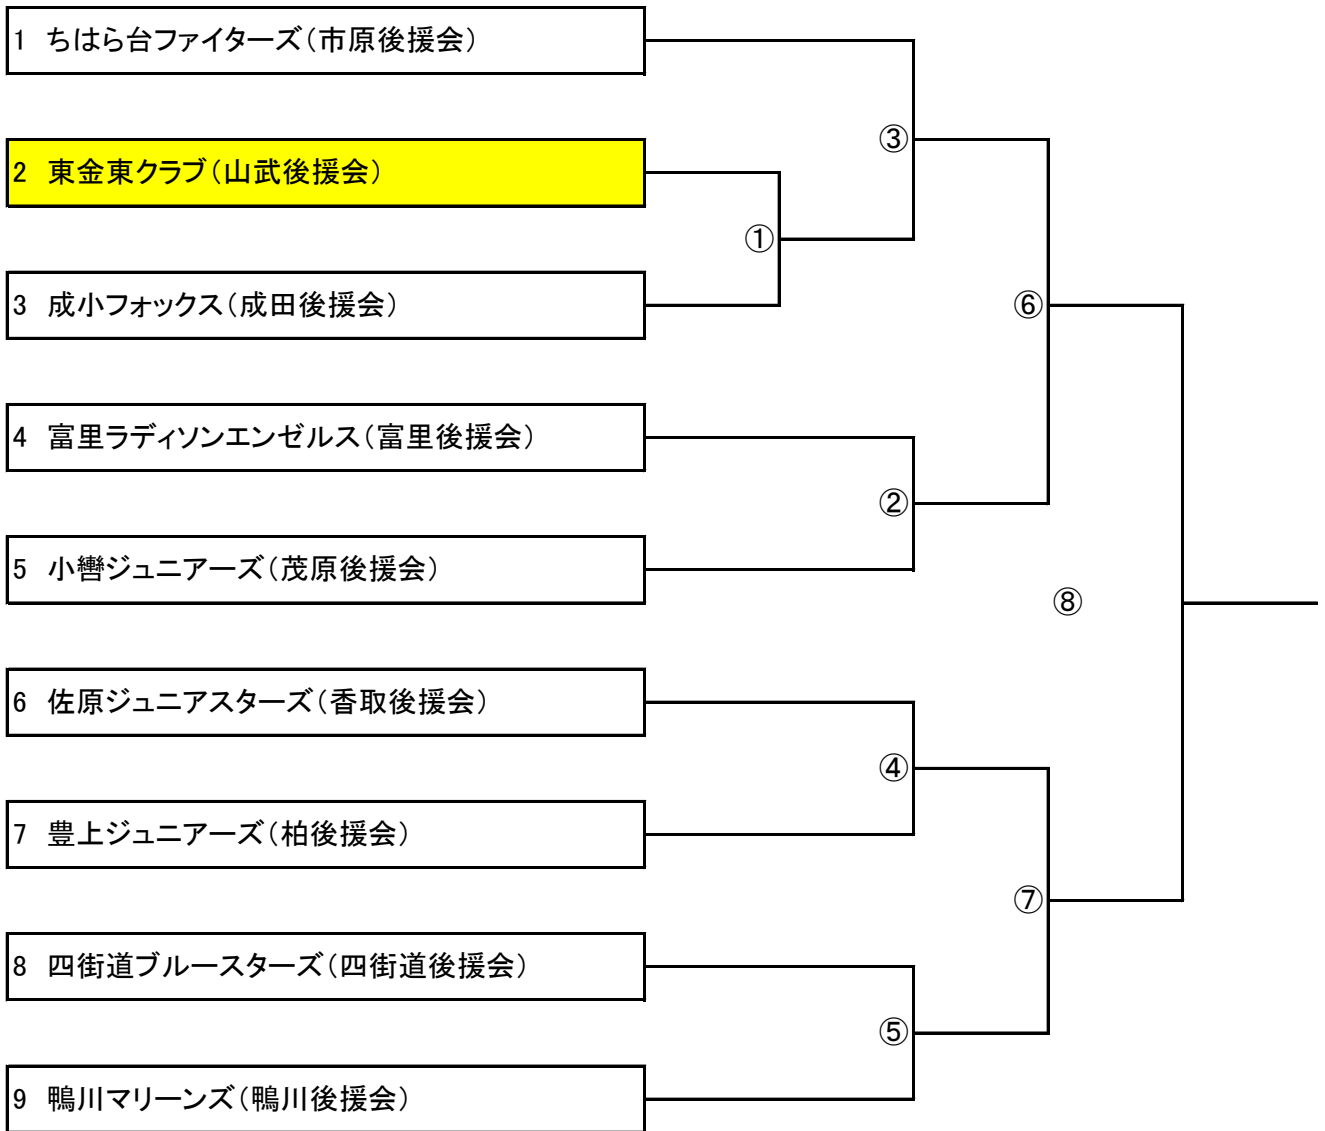 1 ちはら台ファイターズ（市原後援会）
③
2 東金東クラブ（山武後援会）
①
3 成小フォックス（成田後援会）
⑥
4 富里ラディソンエンゼルス（富里後援会）
②
5 小轡ジュニアーズ（茂原後援会）
⑧
6 佐原ジュニアスターズ（香取後援会）
④
7 豊上ジュニアーズ（柏後援会）
⑦
8 四街道ブルースターズ（四街道後援会）
⑤
9 鴨川マリーンズ（鴨川後援会）